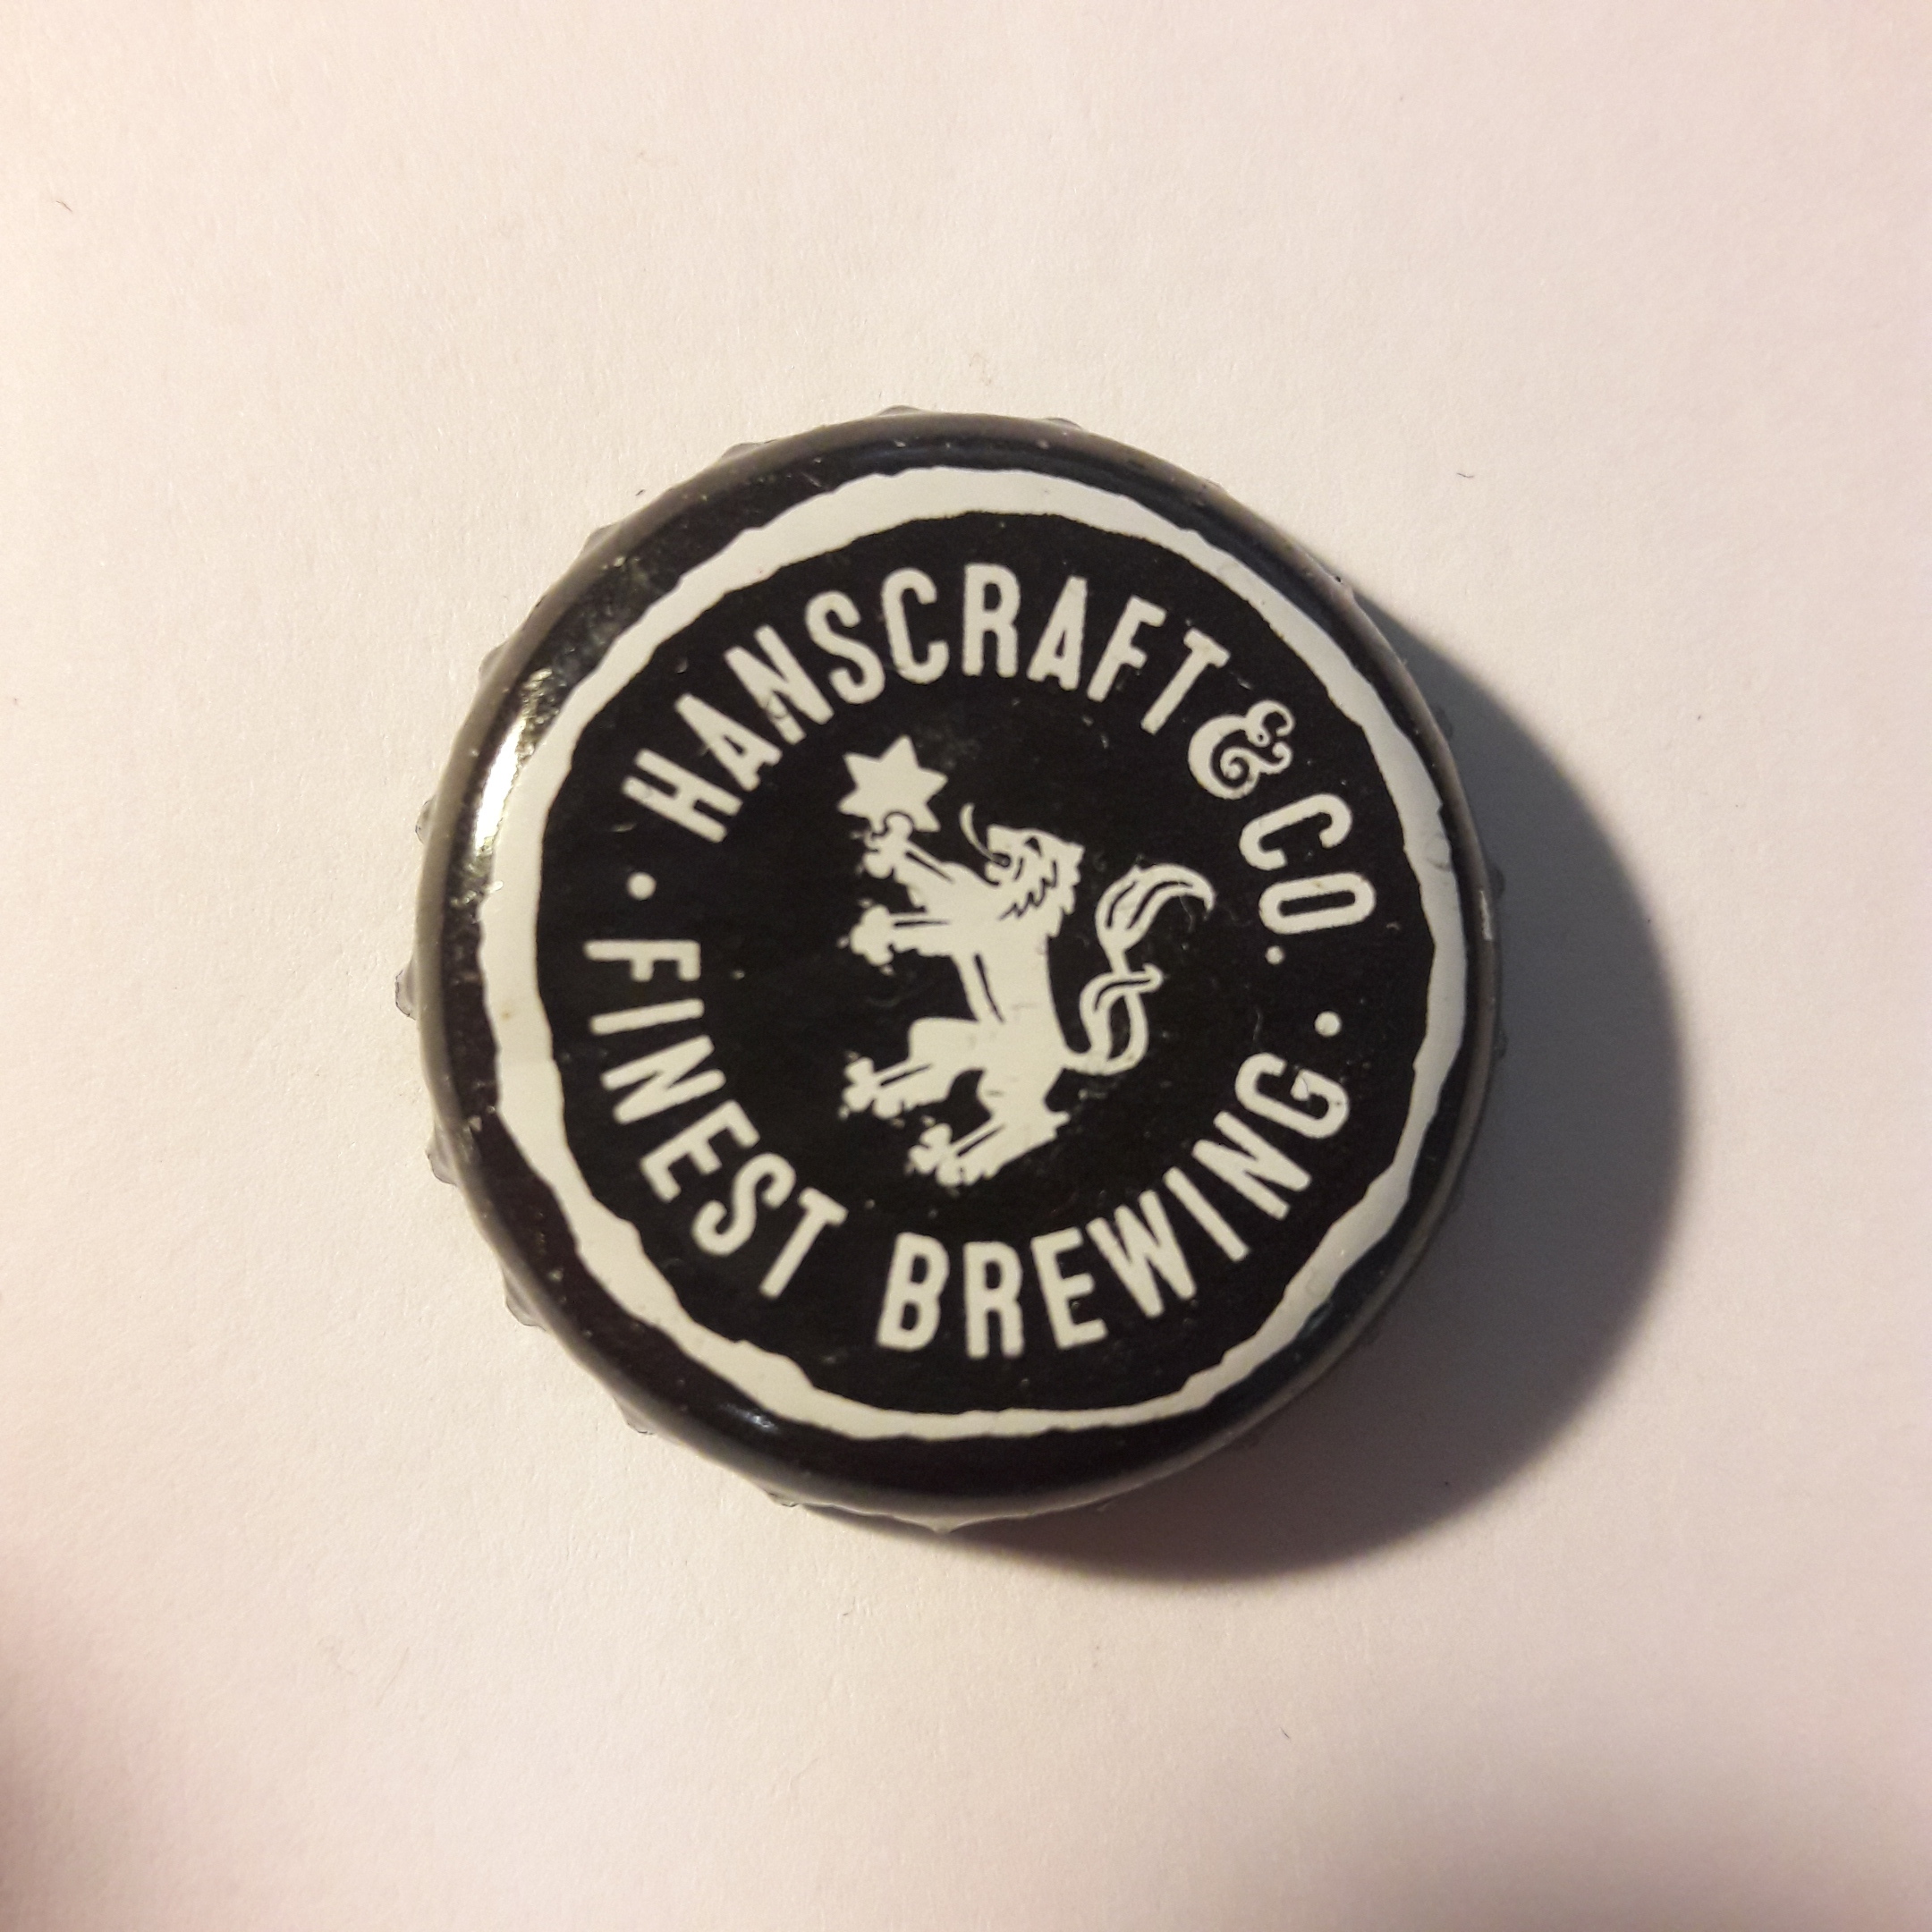 HANSCRAFT & CO.
· FINEST BREWING ·